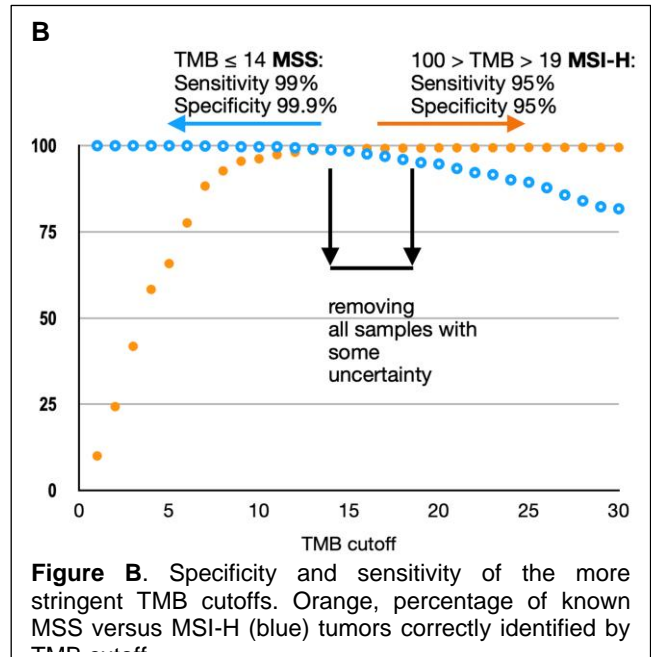 B
TMB ≤ 14 MSS:
Sensitivity 99%
Specificity 99.9%
100 > TMB > 19 MSI-H:
Sensitivity 95%
Specificity 95%
100
75
50
25
0
removing
all samples with
some
uncertainty
0 5 10 15 20 25 30
TMB cutoff
Figure B. Specificity and sensitivity of the more
stringent TMB cutoffs. Orange, percentage of known
MSS versus MSI-H (blue) tumors correctly identified by
TMB cutoff